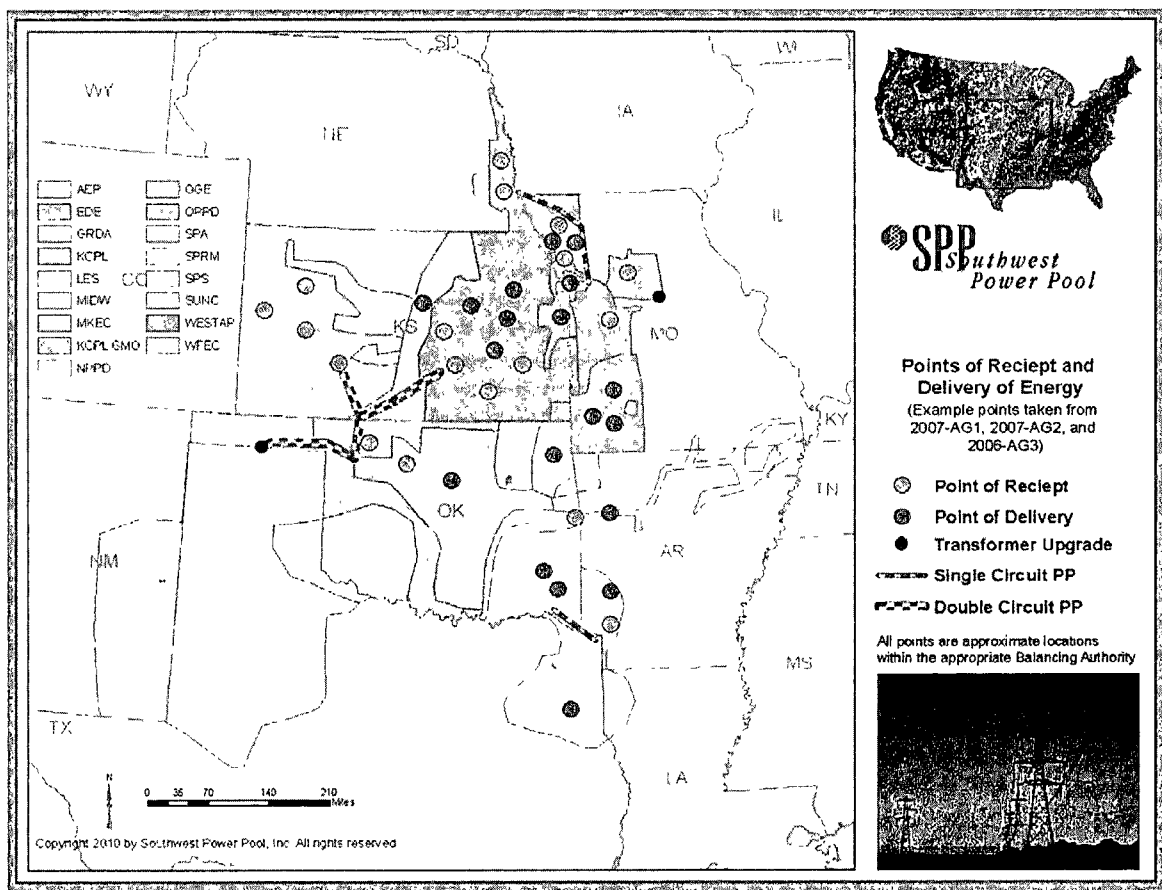 SD
WI
WY
IA
NE
IL
AEP
OGE
EDE
OPPD
GRDA
SPA
KCPL
SPRM
LES
CO
SPS
MIDW
SUNC
MKEC
WESTAR
KCPL GMO
WFEC
NPPD
KS
MO
KY
TN
OK
AR
NM
MS
TX
LA
N
0 35 70 140 210
Miles
Copyright 2010 by Southwest Power Pool, Inc. All rights reserved
SPP
Southwest
Power Pool
Points of Reciept and
Delivery of Energy
(Example points taken from
2007-AG1, 2007-AG2, and
2006-AG3)
Point of Reciept
Point of Delivery
Transformer Upgrade
Single Circuit PP
Double Circuit PP
All points are approximate locations
within the appropriate Balancing Authority